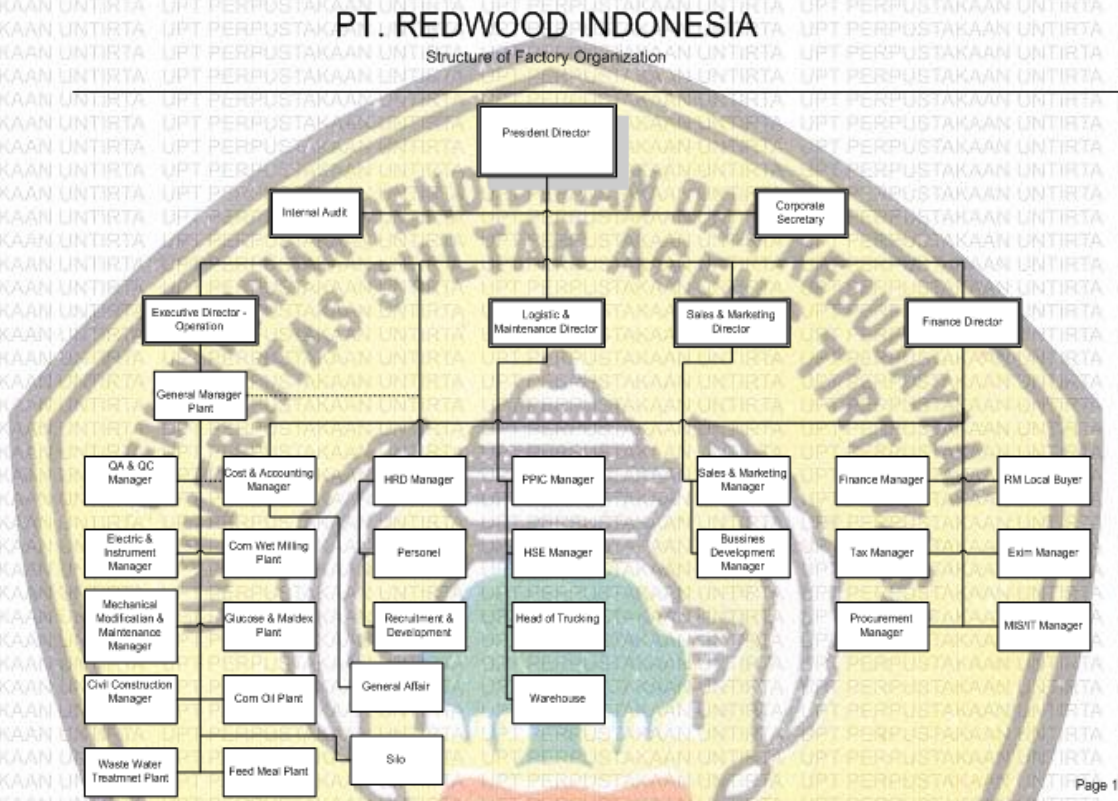 PT. REDWOOD INDONESIA
Structure of Factory Organization
President Director
Internal Audit
Corporate
Secretary
Executive Director -
Operation
Logistic &
Maintenance Director
Sales & Marketing
Director
Finance Director
General Manager
Plant
QA & QC
Manager
Cost & Accounting
Manager
HRD Manager
PPIC Manager
Sales & Marketing
Manager
Finance Manager
RM Local Buyer
Electric &
Instrument
Manager
Corn Wet Milling
Plant
Personel
HSE Manager
Bussines
Development
Manager
Tax Manager
Exim Manager
Mechanical
Modification &
Maintenance
Manager
Glucose & Maldex
Plant
Recruitment &
Development
Head of Trucking
Procurement
Manager
MIS/IT Manager
Civil Construction
Manager
Corn Oil Plant
General Affair
Warehouse
Waste Water
Treatmnet Plant
Feed Meal Plant
Silo
Page 1
UPT PERPUSTAKAAN UNTIRTA